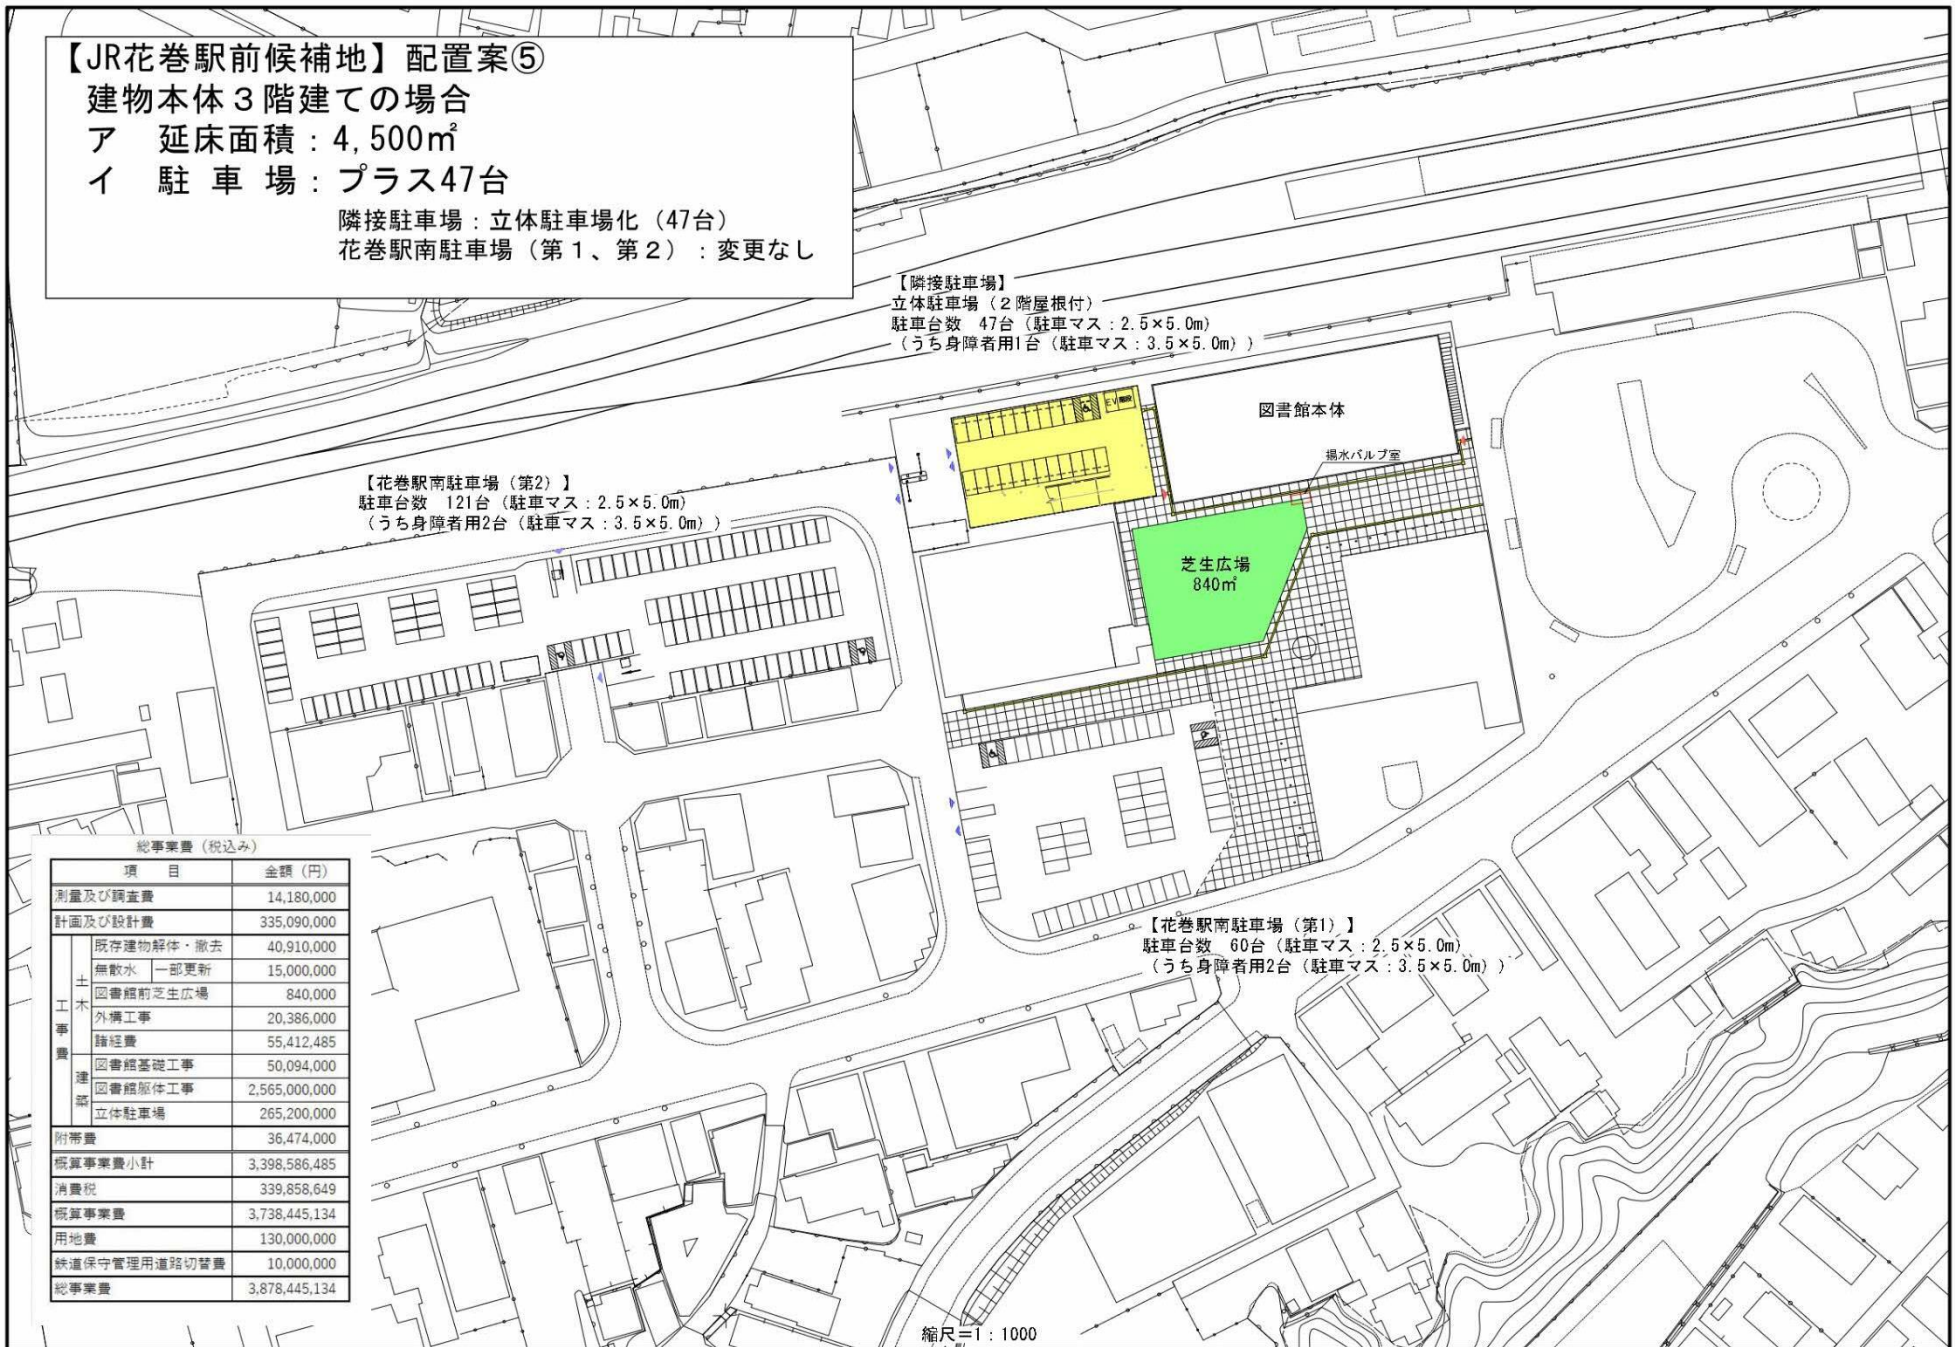 【JR花巻駅前候補地】配置案⑤
建物本体３階建ての場合
ア 延床面積：4,500㎡
イ 駐車場：プラス47台
隣接駐車場：立体駐車場化（47台）
花巻駅南駐車場（第１、第２）：変更なし
【隣接駐車場】
立体駐車場（２階屋根付）
駐車台数 47台（駐車マス：2.5×5.0m）
（うち身障者用1台（駐車マス：3.5×5.0m））
EV 階段
図書館本体
揚水バルブ室
【花巻駅南駐車場（第2）】
駐車台数 121台（駐車マス：2.5×5.0m）
（うち身障者用2台（駐車マス：3.5×5.0m））
芝生広場
840㎡
【花巻駅南駐車場（第1）】
駐車台数 60台（駐車マス：2.5×5.0m）
（うち身障者用2台（駐車マス：3.5×5.0m））
総事業費（税込み）
項 目 金額（円）
測量及び調査費 14,180,000
計画及び設計費 335,090,000
工事費
土木
既存建物解体・撤去 40,910,000
無散水 一部更新 15,000,000
図書館前芝生広場 840,000
外構工事 20,386,000
諸経費 55,412,485
建築
図書館基礎工事 50,094,000
図書館躯体工事 2,565,000,000
立体駐車場 265,200,000
附帯費 36,474,000
概算事業費小計 3,398,586,485
消費税 339,858,649
概算事業費 3,738,445,134
用地費 130,000,000
鉄道保守管理用道路切替費 10,000,000
総事業費 3,878,445,134
縮尺=1：1000